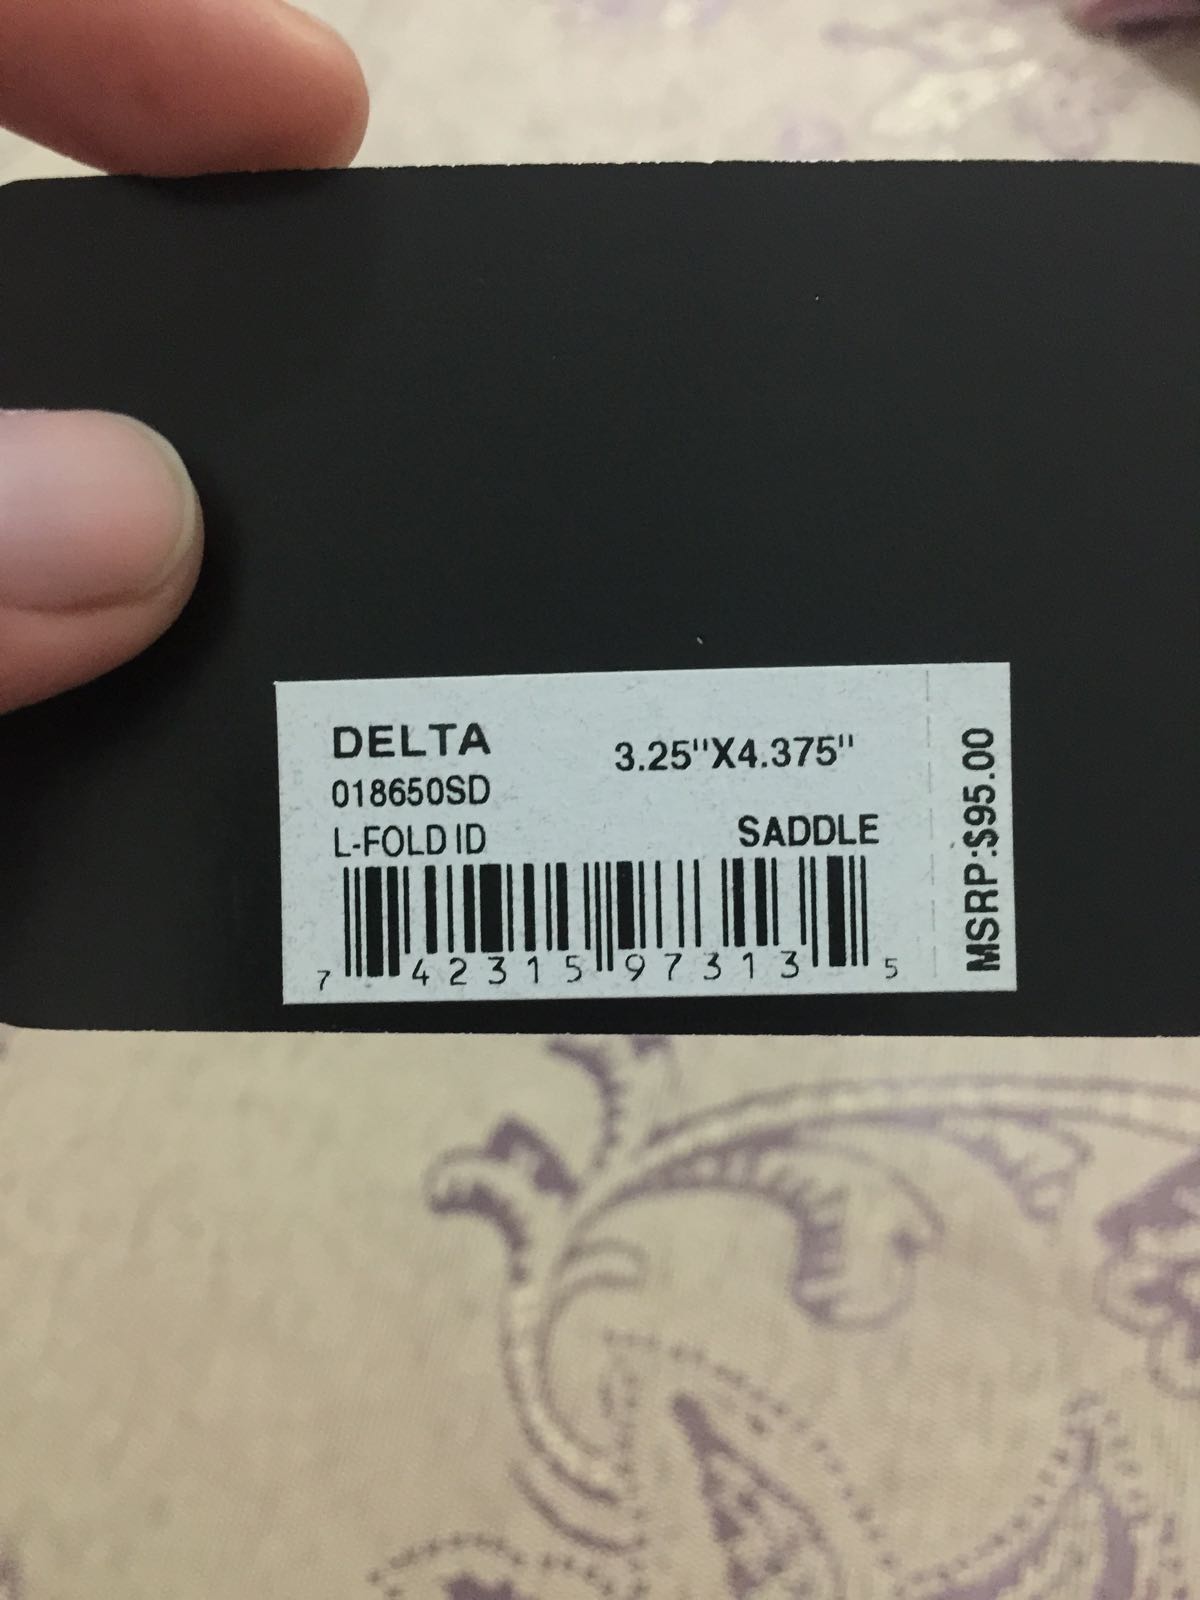 DELTA
3.25"X4.375"
018650SD
L-FOLD ID
SADDLE
7 42315 97313 5
MSRP:$95.00